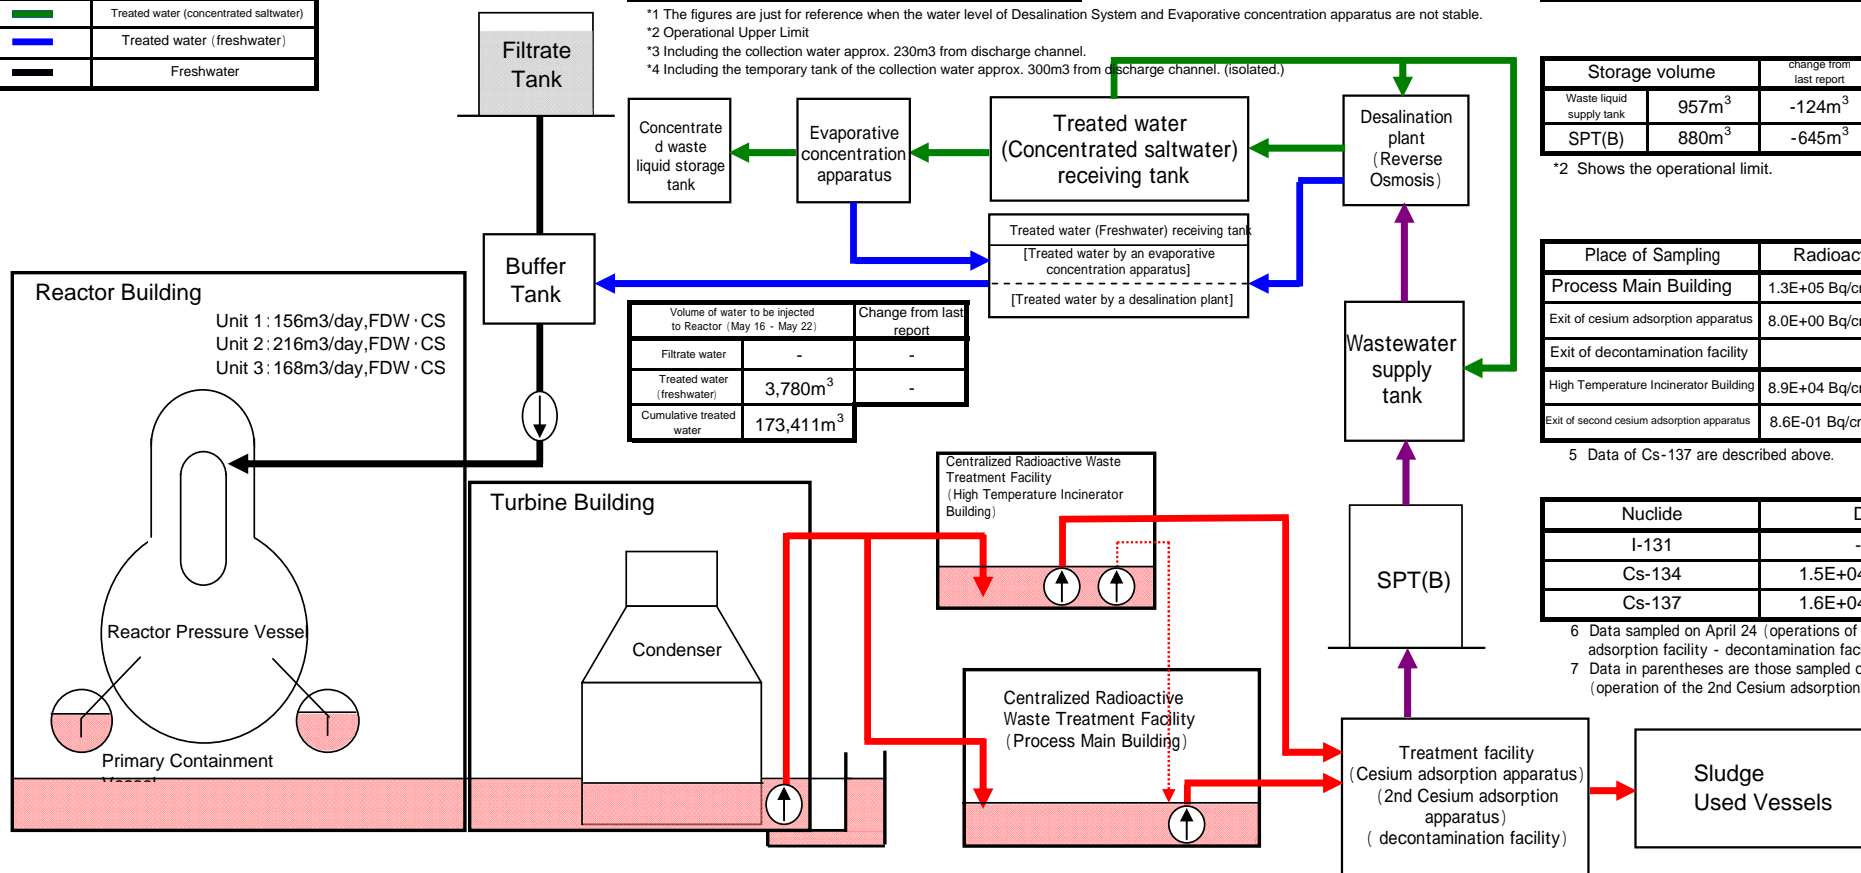 Treated water (concentrated saltwater)
Treated water (freshwater)
Freshwater
*1 The figures are just for reference when the water level of Desalination System and Evaporative concentration apparatus are not stable.
*2 Operational Upper Limit
*3 Including the collection water approx. 230m3 from discharge channel.
*4 Including the temporary tank of the collection water approx. 300m3 from discharge channel. (isolated.)
Filtrate
Tank
Concentrate
d waste
liquid storage
tank
Evaporative
concentration
apparatus
Treated water
(Concentrated saltwater)
receiving tank
Desalination
plant
(Reverse
Osmosis)
Storage volume
change from
last report
Waste liquid
supply tank
957m3
-124m3
SPT(B)
880m3
-645m3
*2 Shows the operational limit.
Treated water (Freshwater) receiving tank
[Treated water by an evaporative
concentration apparatus]
[Treated water by a desalination plant]
Buffer
Tank
Reactor Building
Unit 1:156m3/day,FDW・CS
Unit 2:216m3/day,FDW・CS
Unit 3:168m3/day,FDW・CS
Volume of water to be injected
to Reactor (May 16 - May 22)
Change from last
report
Filtrate water
-
-
Treated water
(freshwater)
3,780m3
-
Cumulative treated
water
173,411m3
Wastewater
supply
tank
Place of Sampling
Process Main Building
1.3E+05
Exit of cesium adsorption apparatus
8.0E+00
Exit of decontamination facility
High Temperature Incinerator Building
8.9E+04
Exit of second cesium adsorption apparatus
8.6E-01
5 Data of Cs-137 are described above.
Centralized Radioactive Waste
Treatment Facility
(High Temperature Incinerator
Building)
Turbine Building
Condenser
SPT(B)
Nuclide
I-131
-
Cs-134
1.5E+04
Cs-137
1.6E+04
6 Data sampled on April 24 (operations of
adsorption facility - decontamination
7 Data in parentheses are those sampled
(operation of the 2nd Cesium adsorption
Reactor Pressure Vessel
Primary Containment
Vessel
Centralized Radioactive
Waste Treatment Facility
(Process Main Building)
Treatment facility
(Cesium adsorption apparatus)
(2nd Cesium adsorption
apparatus)
( decontamination facility)
Sludge
Used Vessels